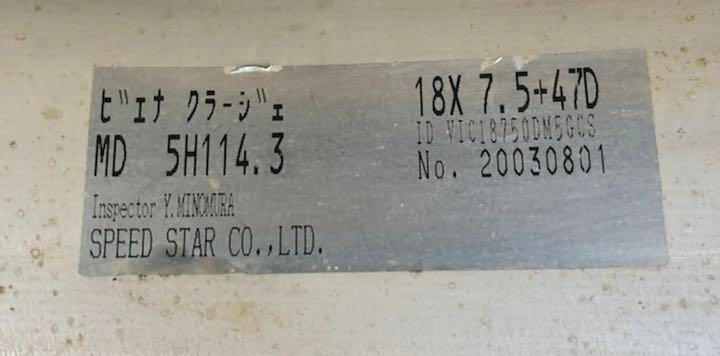 ビエナ クラージェ
18X 7.5+47D
ID VIC18750DM5GCS
MD 5H114.3
No. 20030801
Inspector Y.MINOMURA
SPEED STAR CO.,LTD.